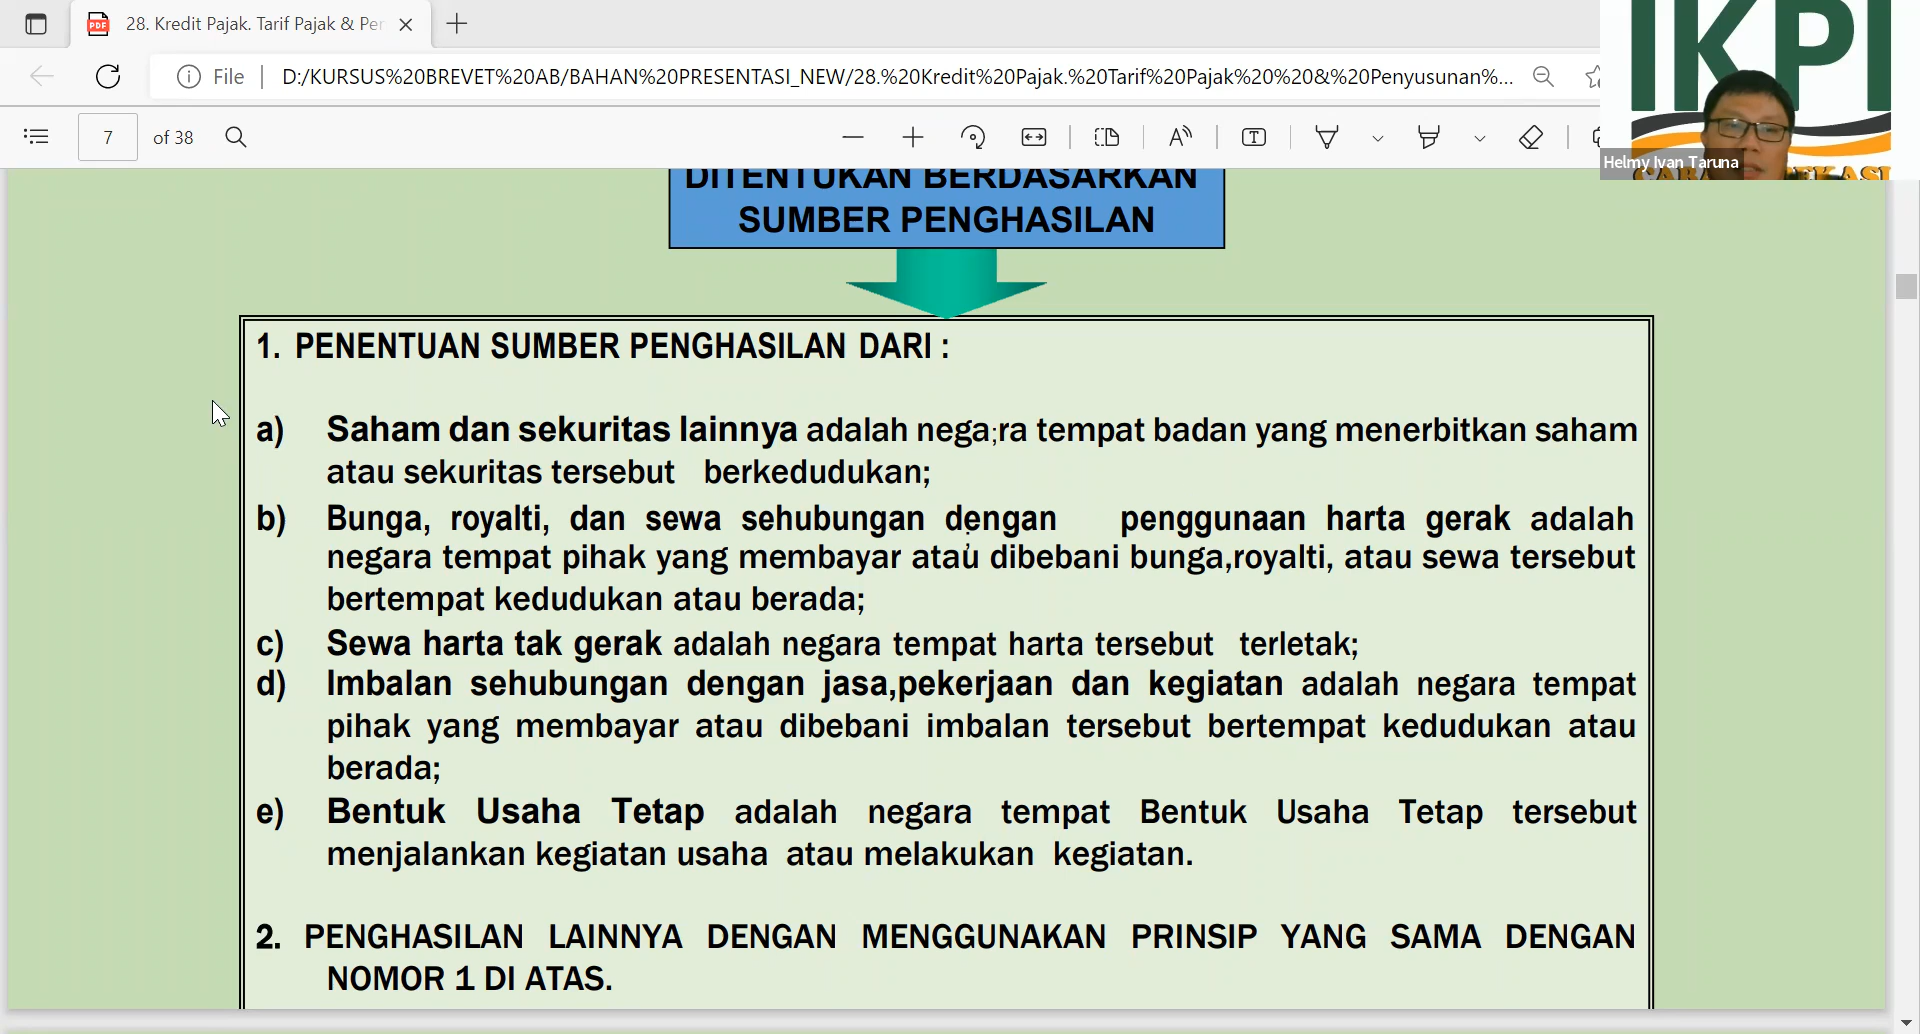 28. Kredit Pajak. Tarif Pajak & Per
File
D:/KURSUS%20BREVET%20AB/BAHAN%20PRESENTASI_NEW/28.%20Kredit%20Pajak.%20Tarif%20Pajak%20%20&%20Penyusunan%...
IKPI
Helmy Ivan Taruna
7 of 38
DITENTUKAN BERDASARKAN
SUMBER PENGHASILAN
1. PENENTUAN SUMBER PENGHASILAN DARI :
a) Saham dan sekuritas lainnya adalah nega;ra tempat badan yang menerbitkan saham
atau sekuritas tersebut berkedudukan;
b) Bunga, royalti, dan sewa sehubungan dengan penggunaan harta gerak adalah
negara tempat pihak yang membayar atau dibebani bunga,royalti, atau sewa tersebut
bertempat kedudukan atau berada;
c) Sewa harta tak gerak adalah negara tempat harta tersebut terletak;
d) Imbalan sehubungan dengan jasa,pekerjaan dan kegiatan adalah negara tempat
pihak yang membayar atau dibebani imbalan tersebut bertempat kedudukan atau
berada;
e) Bentuk Usaha Tetap adalah negara tempat Bentuk Usaha Tetap tersebut
menjalankan kegiatan usaha atau melakukan kegiatan.
2. PENGHASILAN LAINNYA DENGAN MENGGUNAKAN PRINSIP YANG SAMA DENGAN
NOMOR 1 DI ATAS.